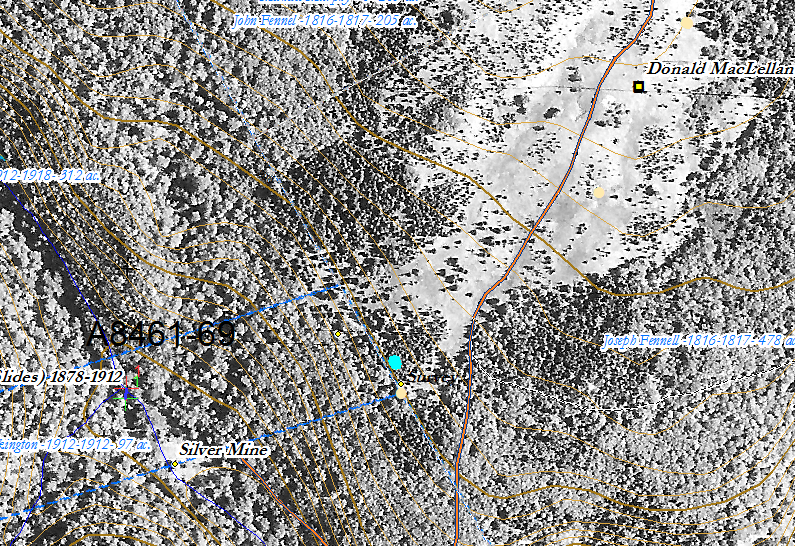 John Fennel -1816-1817- 205 ac.
Donald MacLellan
912-1918- 312 ac.
A8461-69
Joseph Fennell -1816-1817- 478 ac.
lides) 1878-1912
ington -1912-1912- 97 ac.
Silver Mine